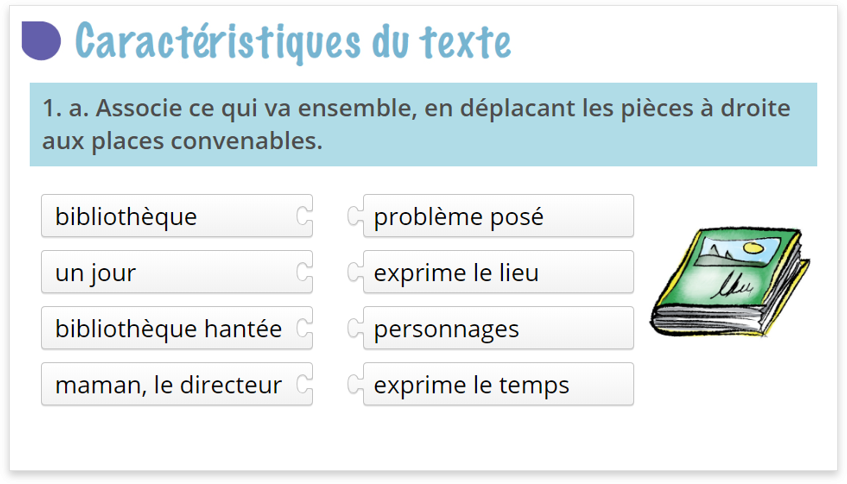 Caractéristiques du texte
1. a. Associe ce qui va ensemble, en déplacant les pièces à droite
aux places convenables.
bibliothèque
problème posé
un jour
exprime le lieu
bibliothèque hantée
personnages
maman, le directeur
exprime le temps